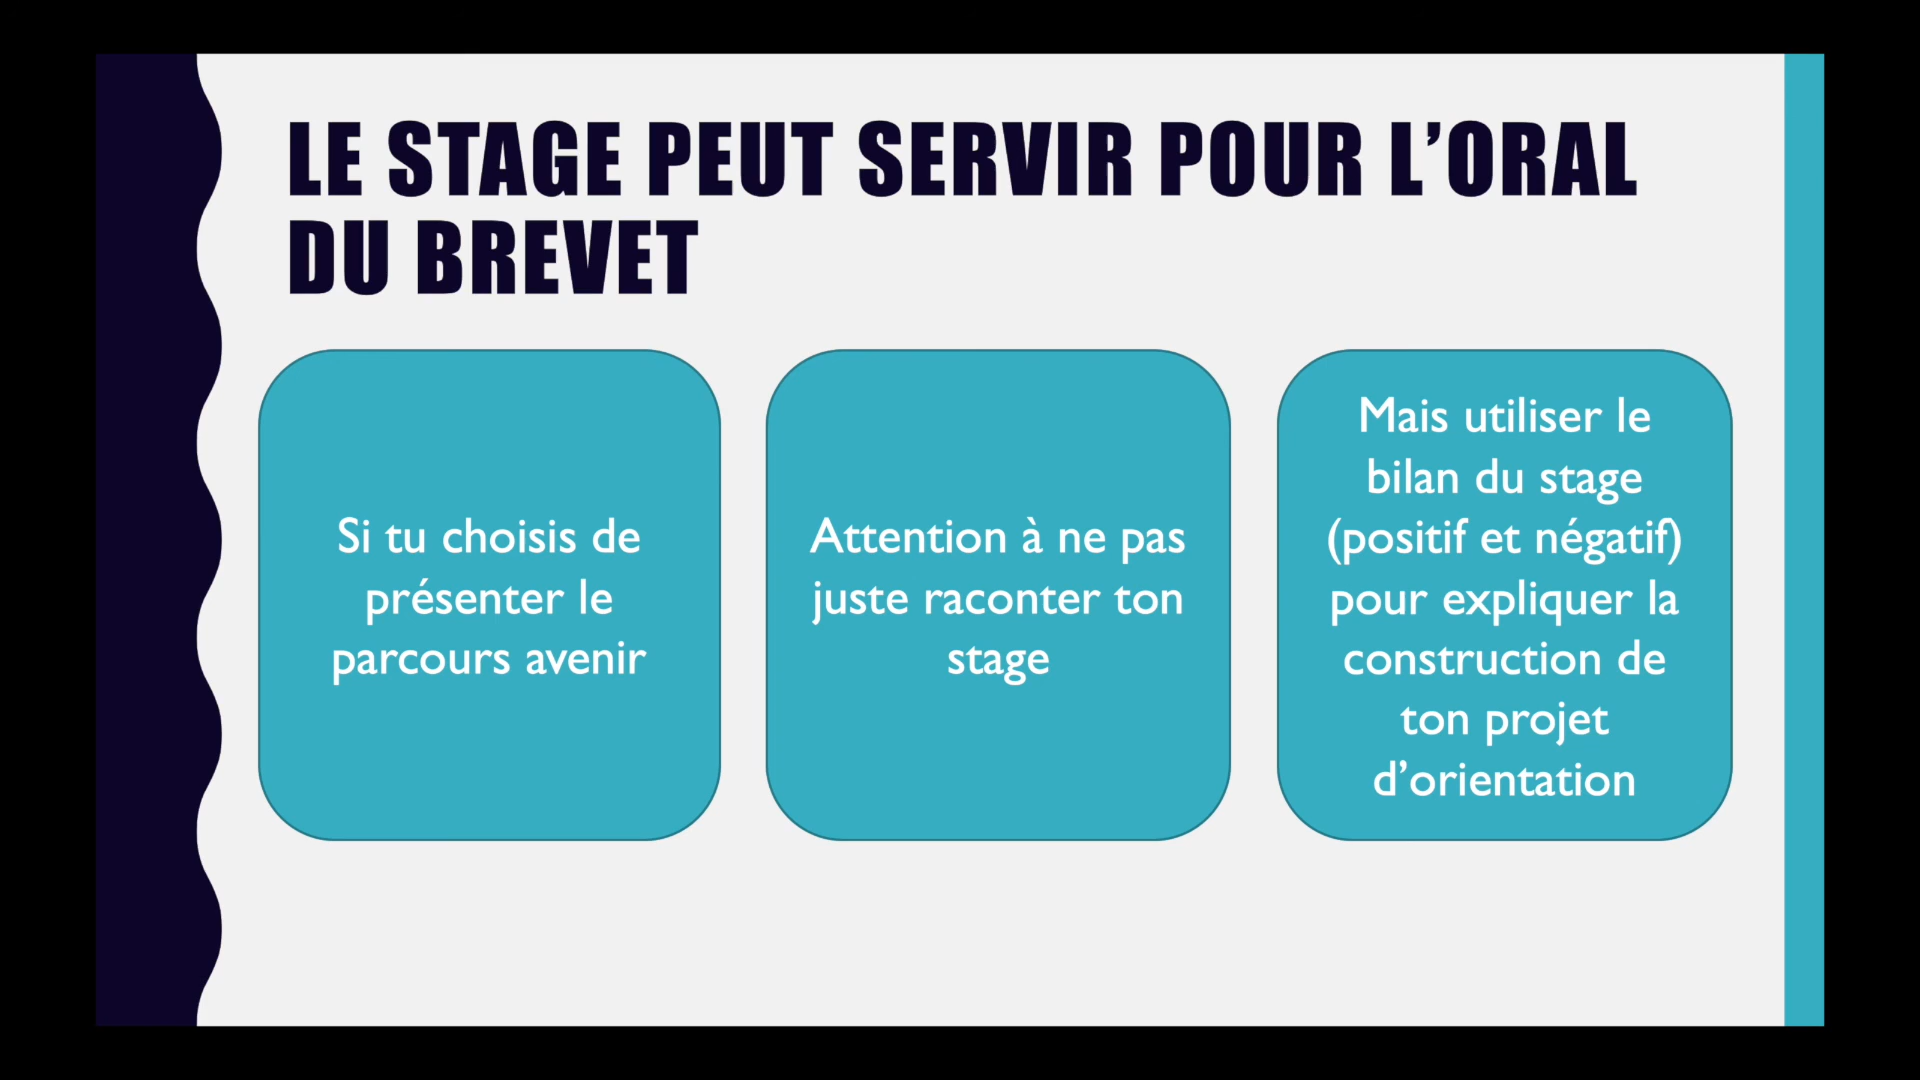 LE STAGE PEUT SERVIR POUR L’ORAL
DU BREVET
Si tu choisis de
présenter le
parcours avenir
Attention à ne pas
juste raconter ton
stage
Mais utiliser le
bilan du stage
(positif et négatif)
pour expliquer la
construction de
ton projet
d’orientation